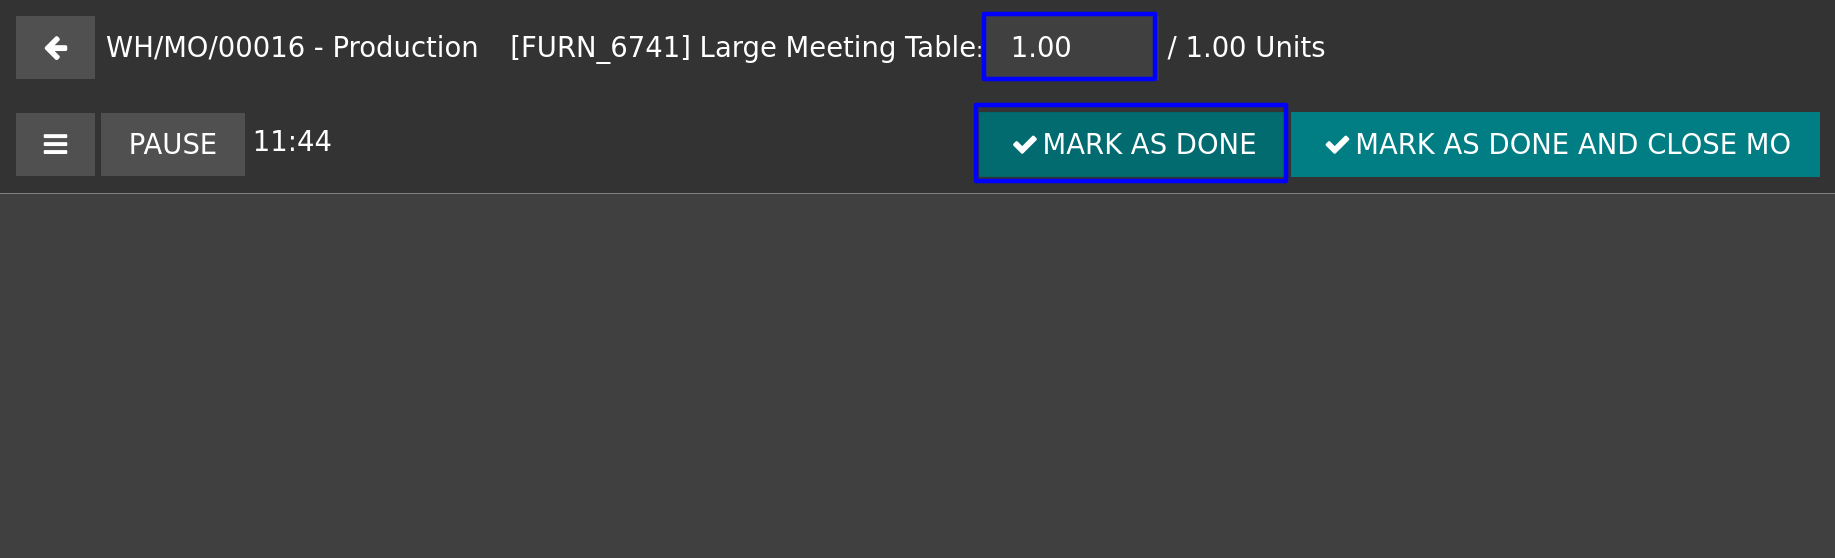 WH/MO/00016 - Production [FURN_6741] Large Meeting Table: 1.00 / 1.00 Units
PAUSE 11:44 MARK AS DONE MARK AS DONE AND CLOSE MO